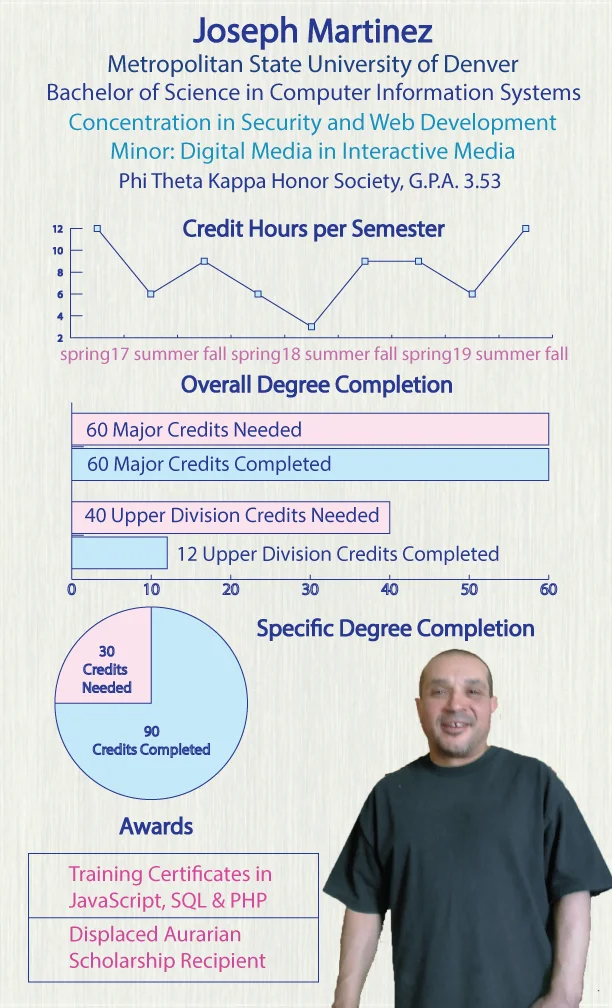 Joseph Martinez
Metropolitan State University of Denver
Bachelor of Science in Computer Information Systems
Concentration in Security and Web Development
Minor: Digital Media in Interactive Media
Phi Theta Kappa Honor Society, G.P.A. 3.53
Credit Hours per Semester
12
10
8
6
4
2
spring17 summer fall spring18 summer fall spring19 summer fall
Overall Degree Completion
60 Major Credits Needed
60 Major Credits Completed
40 Upper Division Credits Needed
12 Upper Division Credits Completed
0 10 20 30 40 50 60
Specific Degree Completion
30
Credits
Needed
90
Credits Completed
Awards
Training Certificates in
JavaScript, SQL & PHP
Displaced Aurarian
Scholarship Recipient